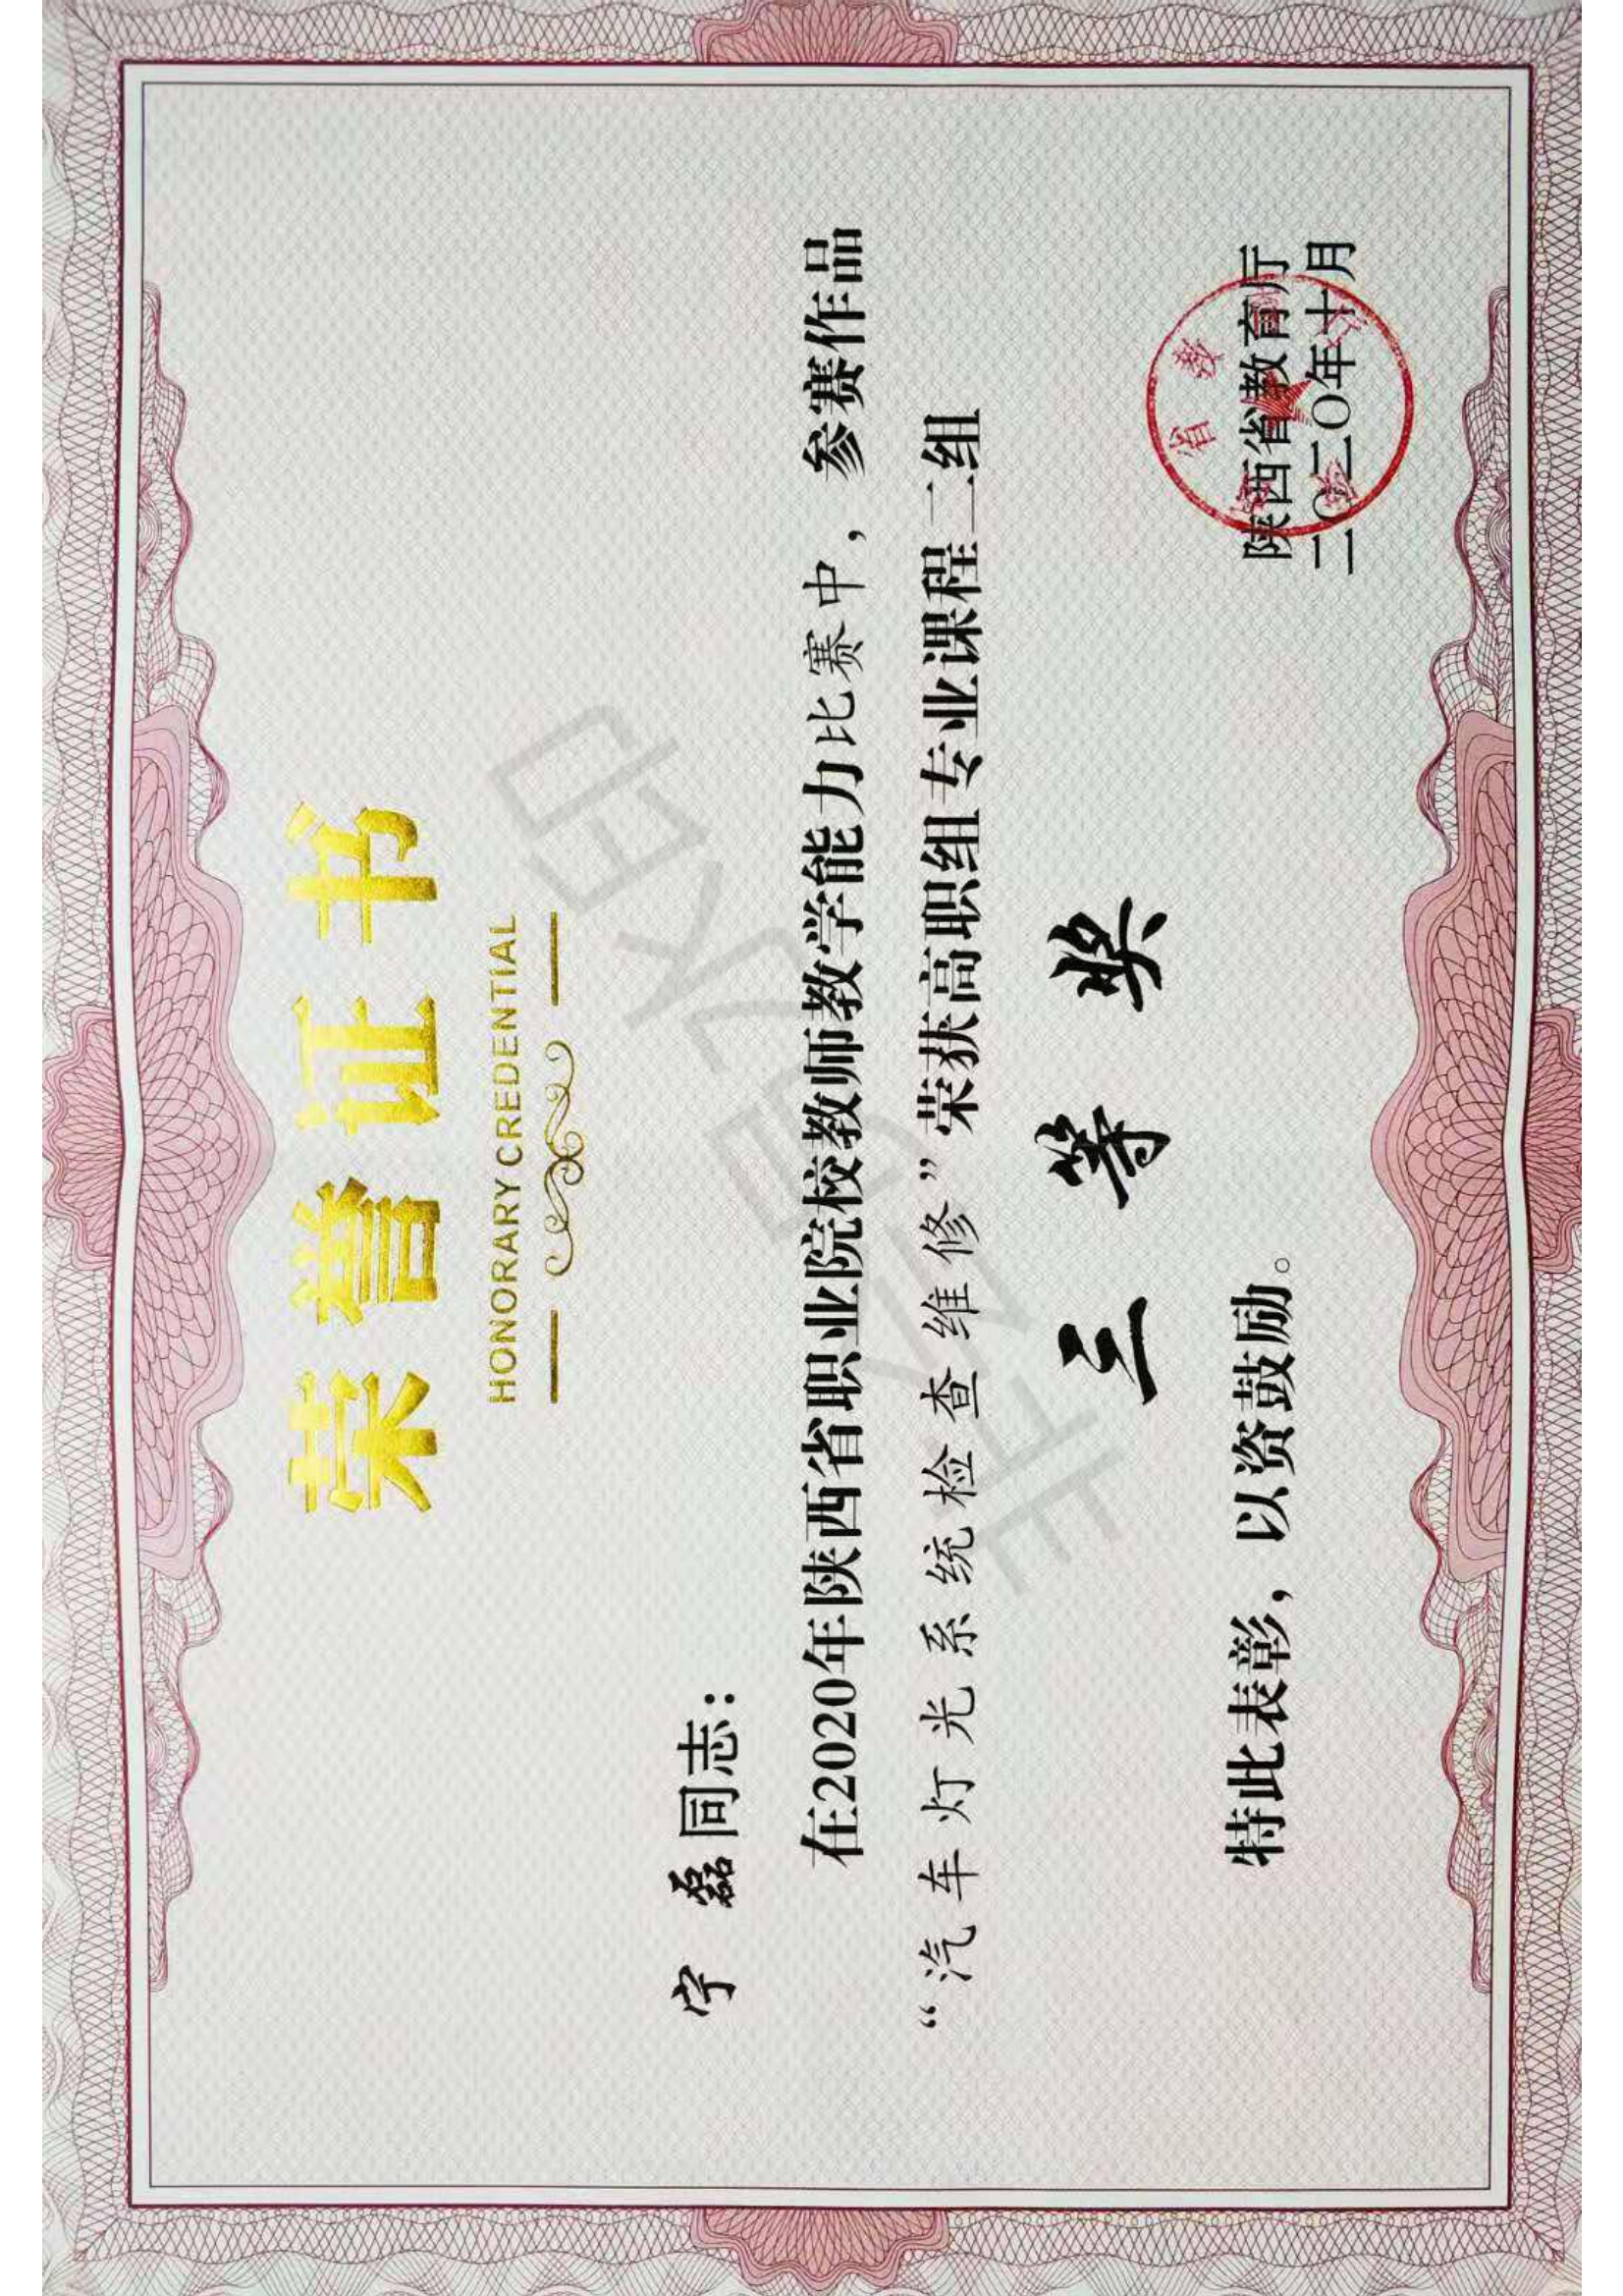 荣誉证书
HONORARY CREDENTIAL
宁磊同志：
在2020年陕西省职业院校教师教学能力比赛中，参赛作品
“汽车灯光系统检查维修”荣获高职组专业课程二组
三等奖
特此表彰，以资鼓励。
陕西省教育厅
二〇二〇年十月